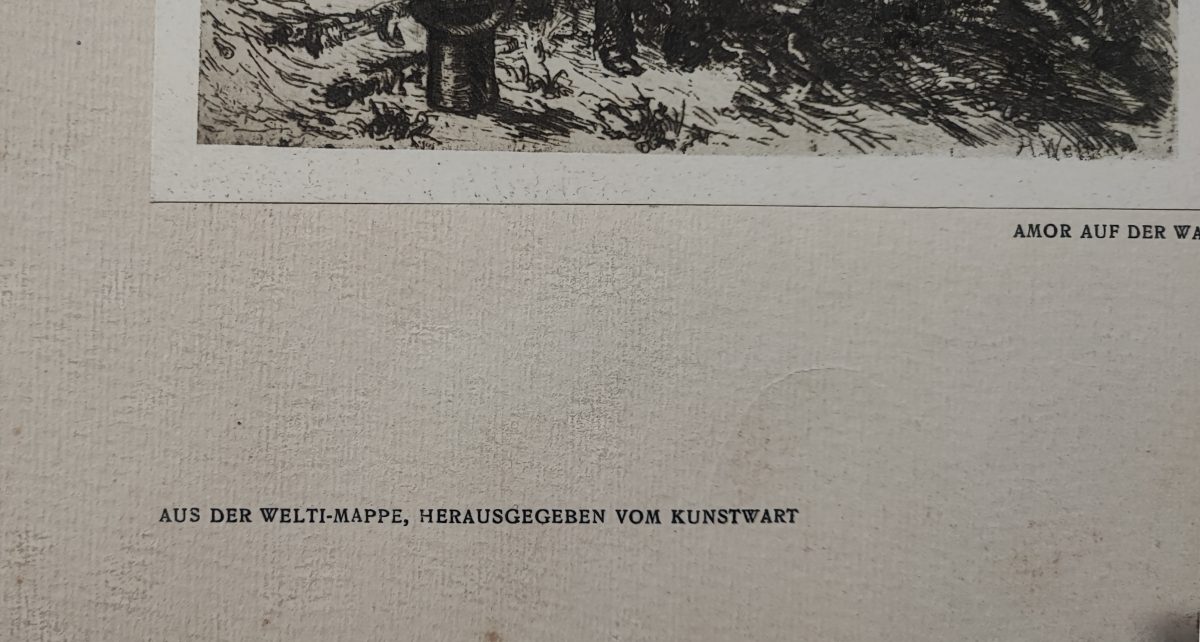 AMOR AUF DER WA
AUS DER WELTI-MAPPE, HERAUSGEGEBEN VOM KUNSTWART